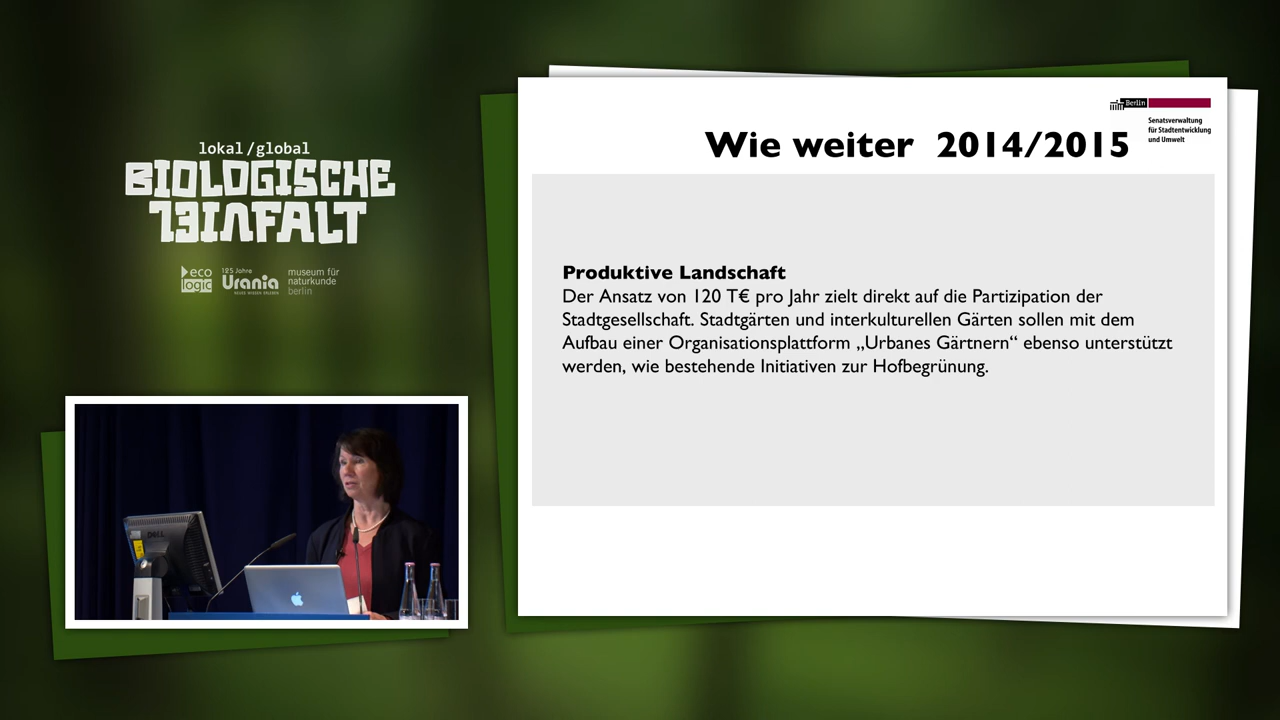 lokal/global
BIOLOGISCHE
VIELFALT
eco
logic
125 Jahre
Urania
museum für
naturkunde
berlin
Berlin
Senatsverwaltung
für Stadtentwicklung
und Umwelt
Wie weiter 2014/2015
Produktive Landschaft
Der Ansatz von 120 T€ pro Jahr zielt direkt auf die Partizipation der
Stadtgesellschaft. Stadtgärten und interkulturellen Gärten sollen mit dem
Aufbau einer Organisationsplattform „Urbanes Gärtnern“ ebenso unterstützt
werden, wie bestehende Initiativen zur Hofbegrünung.
DELL